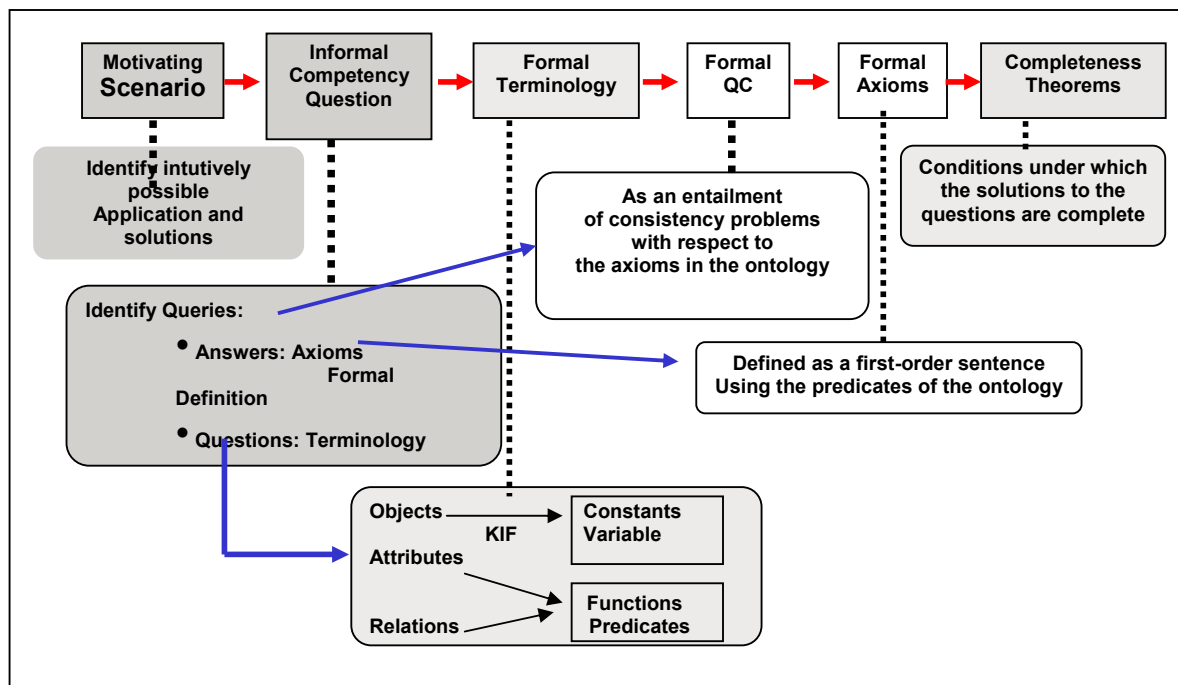 Motivating
Scenario
Informal
Competency
Question
Formal
Terminology
Formal
QC
Formal
Axioms
Completeness
Theorems
Identify intutively
possible
Application and
solutions
As an entailment
of consistency problems
with respect to
the axioms in the ontology
Conditions under which
the solutions to the
questions are complete
Identify Queries:
• Answers: Axioms
Formal
Definition
• Questions: Terminology
Defined as a first-order sentence
Using the predicates of the ontology
Objects
KIF
Constants
Variable
Attributes
Relations
Functions
Predicates